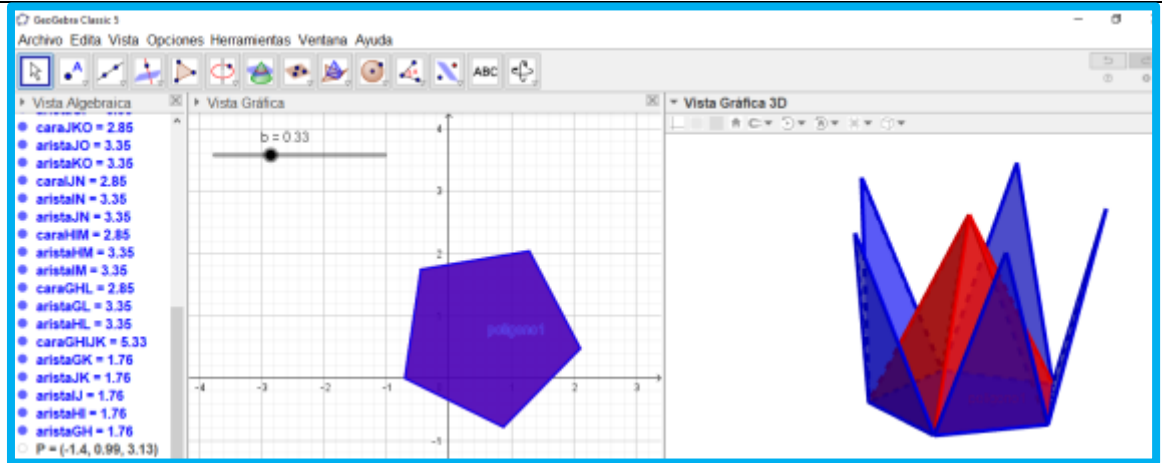 GeoGebra Classic 5
Archivo Edita Vista Opciones Herramientas Ventana Ayuda
ABC
Vista Algebraica
Vista Gráfica
Vista Gráfica 3D
caraJKO = 2.85
aristaJO = 3.35
aristaKO = 3.35
caraIJN = 2.85
aristaIN = 3.35
aristaJN = 3.35
caraHIM = 2.85
aristaHM = 3.35
aristaIM = 3.35
caraGHL = 2.85
aristaGL = 3.35
aristaHL = 3.35
caraGHIJK = 5.33
aristaGK = 1.76
aristaJK = 1.76
aristaIJ = 1.76
aristaHI = 1.76
aristaGH = 1.76
P = (-1.4, 0.99, 3.13)
b = 0.33
4
3
2
polígono1
-4 -3 -2 -1 2 3
-1